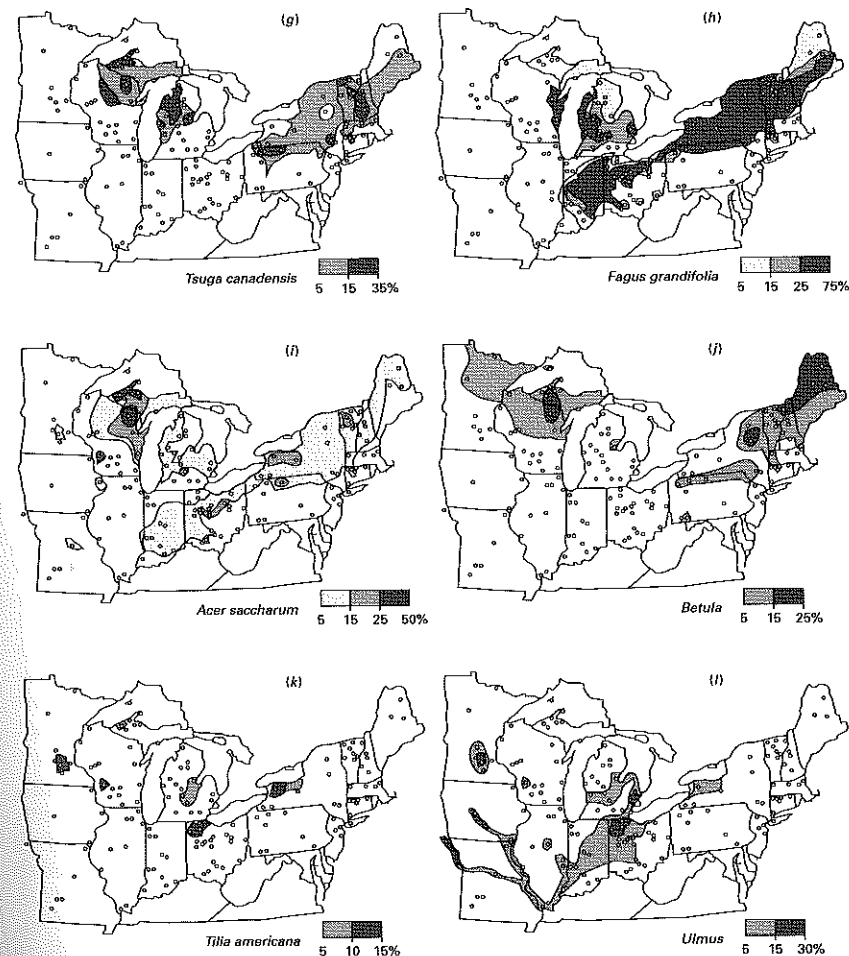 (g)
Tsuga canadensis
5 15 35%
(h)
Fagus grandifolia
5 15 25 75%
(i)
Acer saccharum
5 15 25 50%
(j)
Betula
5 15 25%
(k)
Tilia americana
5 10 15%
(l)
Ulmus
5 15 30%